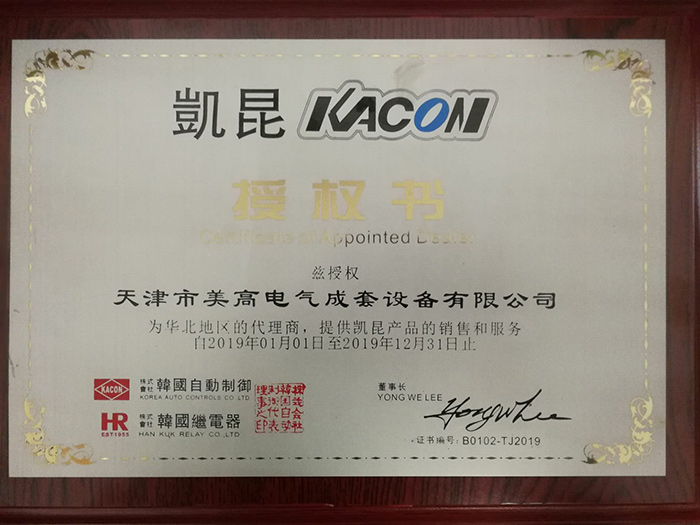 凱昆 KACON
授权书
Certificate of Appointed Dealer
兹授权
天津市美高电气成套设备有限公司
为华北地区的代理商，提供凯昆产品的销售和服务
自2019年01月01日至2019年12月31日止
KACON 株式會社 韓國自動制御
KOREA AUTO CONTROLS CO. LTD
HR EST1955 株式會社 韓國繼電器
HAN KUK RELAY CO., LTD
董事长
YONG WE LEE
证书编号: B0102-TJ2019